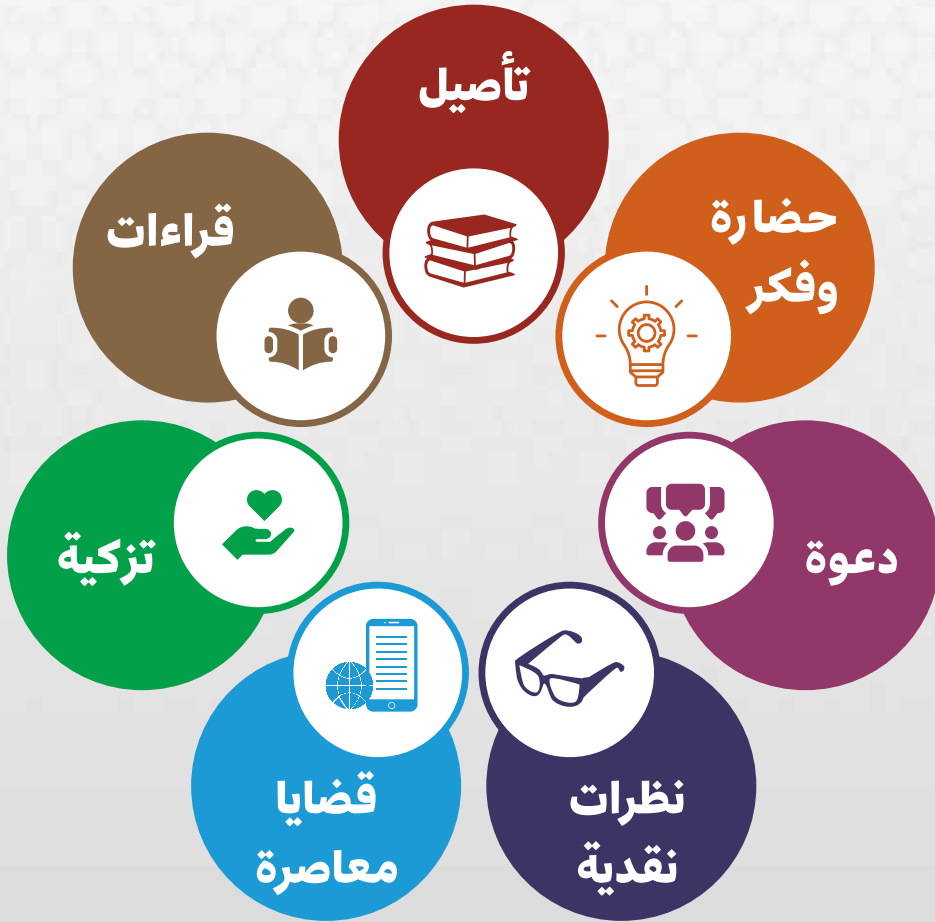 تأصيل
حضارة
وفكر
دعوة
نظرات
نقدية
قضايا
معاصرة
تزكية
قراءات